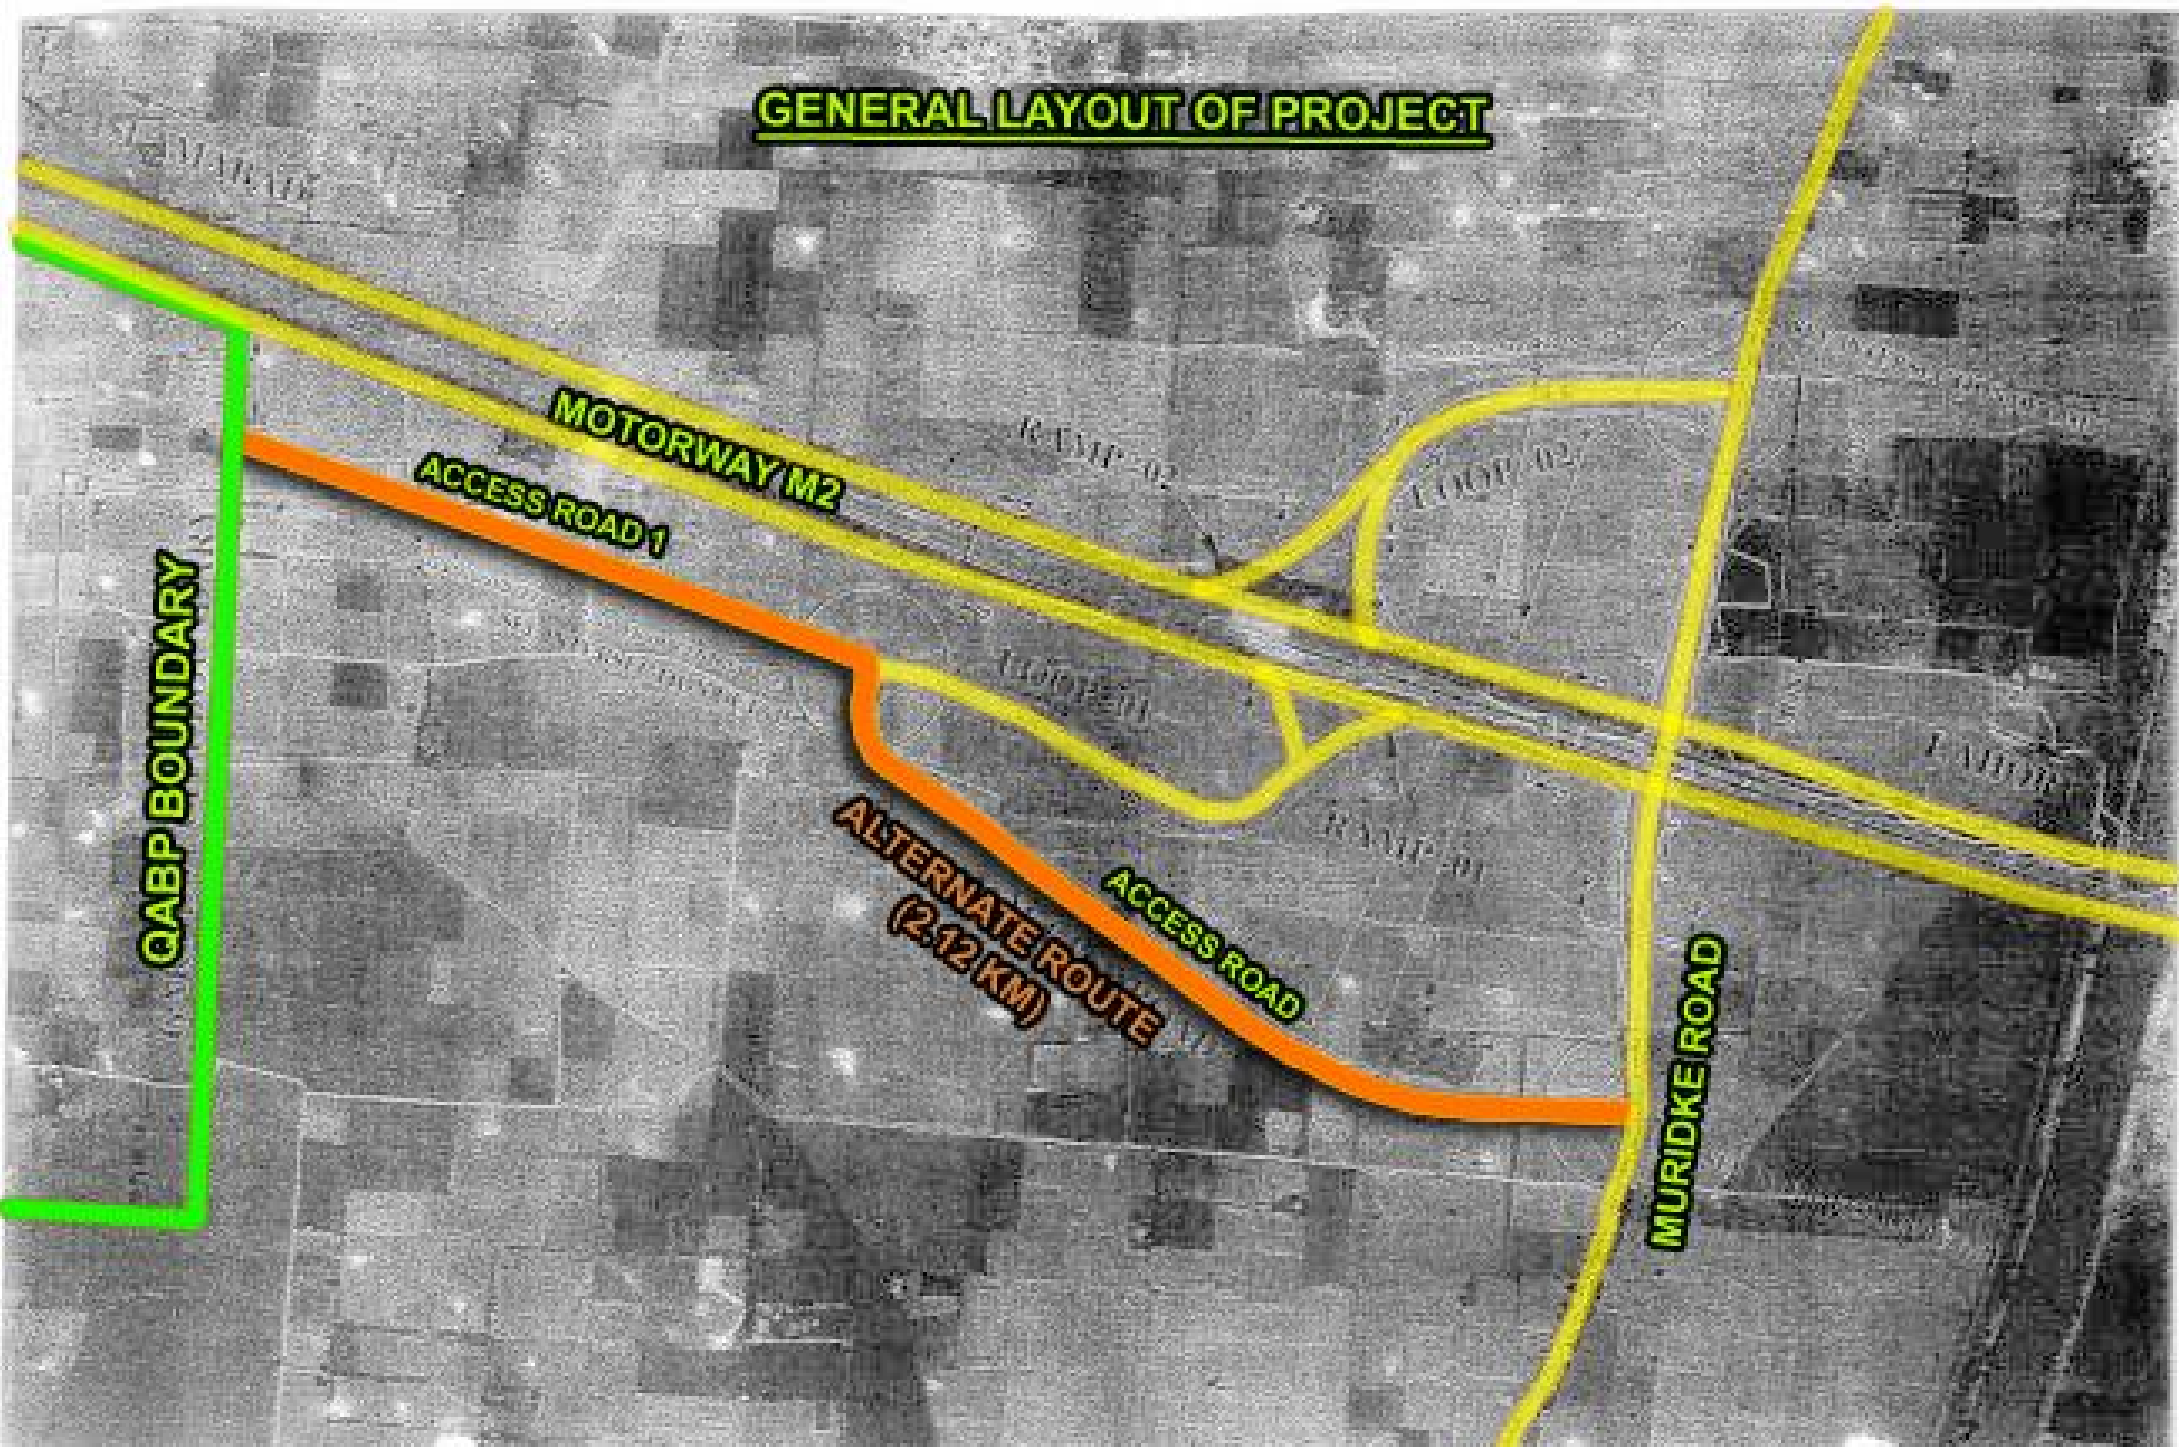 GENERAL LAYOUT OF PROJECT
RAMP-02
LOOP-02
MOTORWAY M2
ACCESS ROAD 1
QABP BOUNDARY
LOOP-01
RAMP-01
ALTERNATE ROUTE
(2.12 KM)
ACCESS ROAD
MURIDKE ROAD